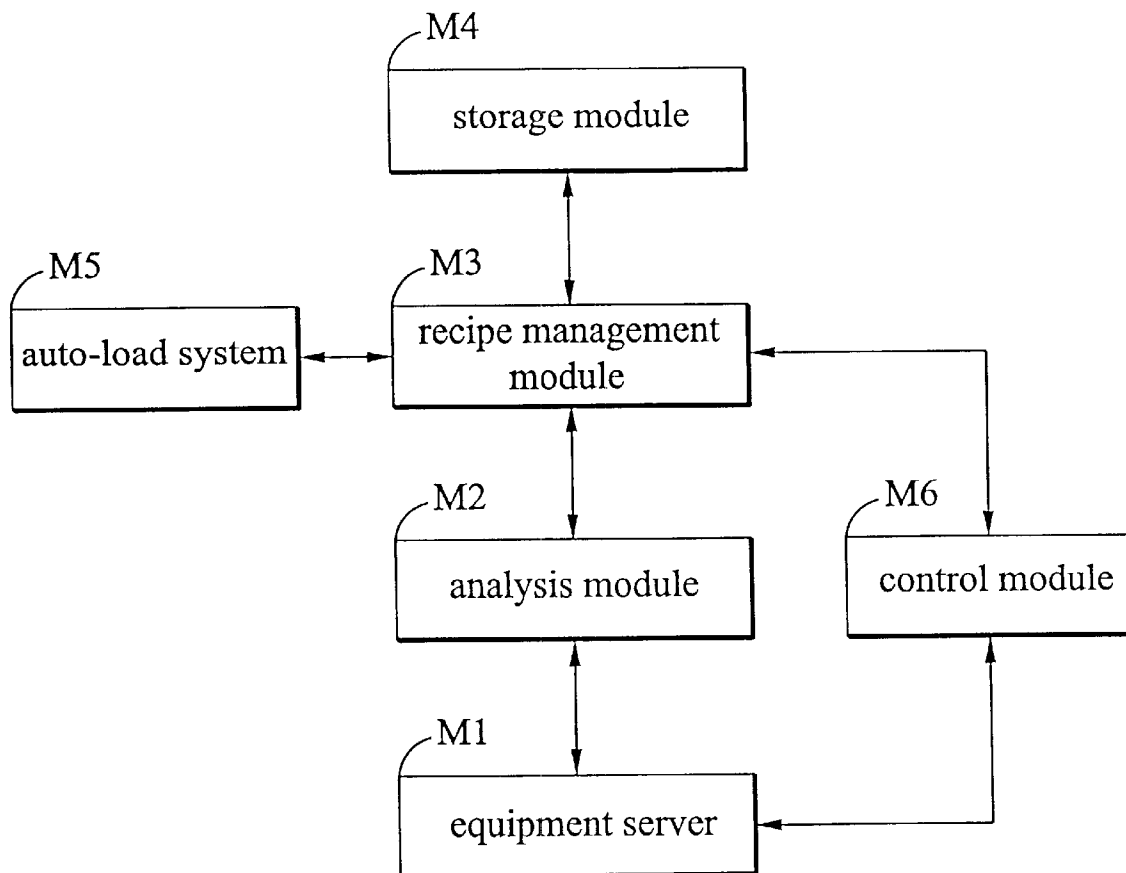 M4
storage module
M5
M3
auto-load system
recipe management
module
M2
M6
analysis module
control module
M1
equipment server